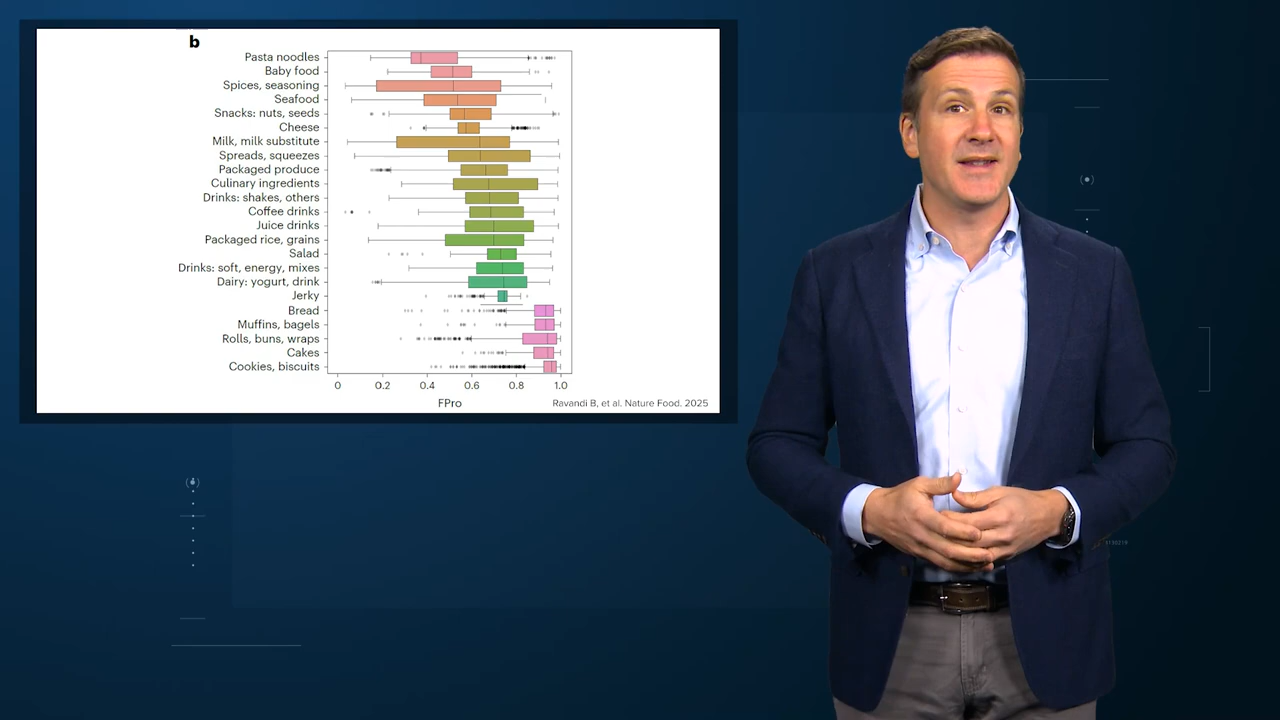 b
Pasta noodles
Baby food
Spices, seasoning
Seafood
Snacks: nuts, seeds
Cheese
Milk, milk substitute
Spreads, squeezes
Packaged produce
Culinary ingredients
Drinks: shakes, others
Coffee drinks
Juice drinks
Packaged rice, grains
Salad
Drinks: soft, energy, mixes
Dairy: yogurt, drink
Jerky
Bread
Muffins, bagels
Rolls, buns, wraps
Cakes
Cookies, biscuits
0 0.2 0.4 0.6 0.8 1.0
FPro
Ravandi B, et al. Nature Food. 2025